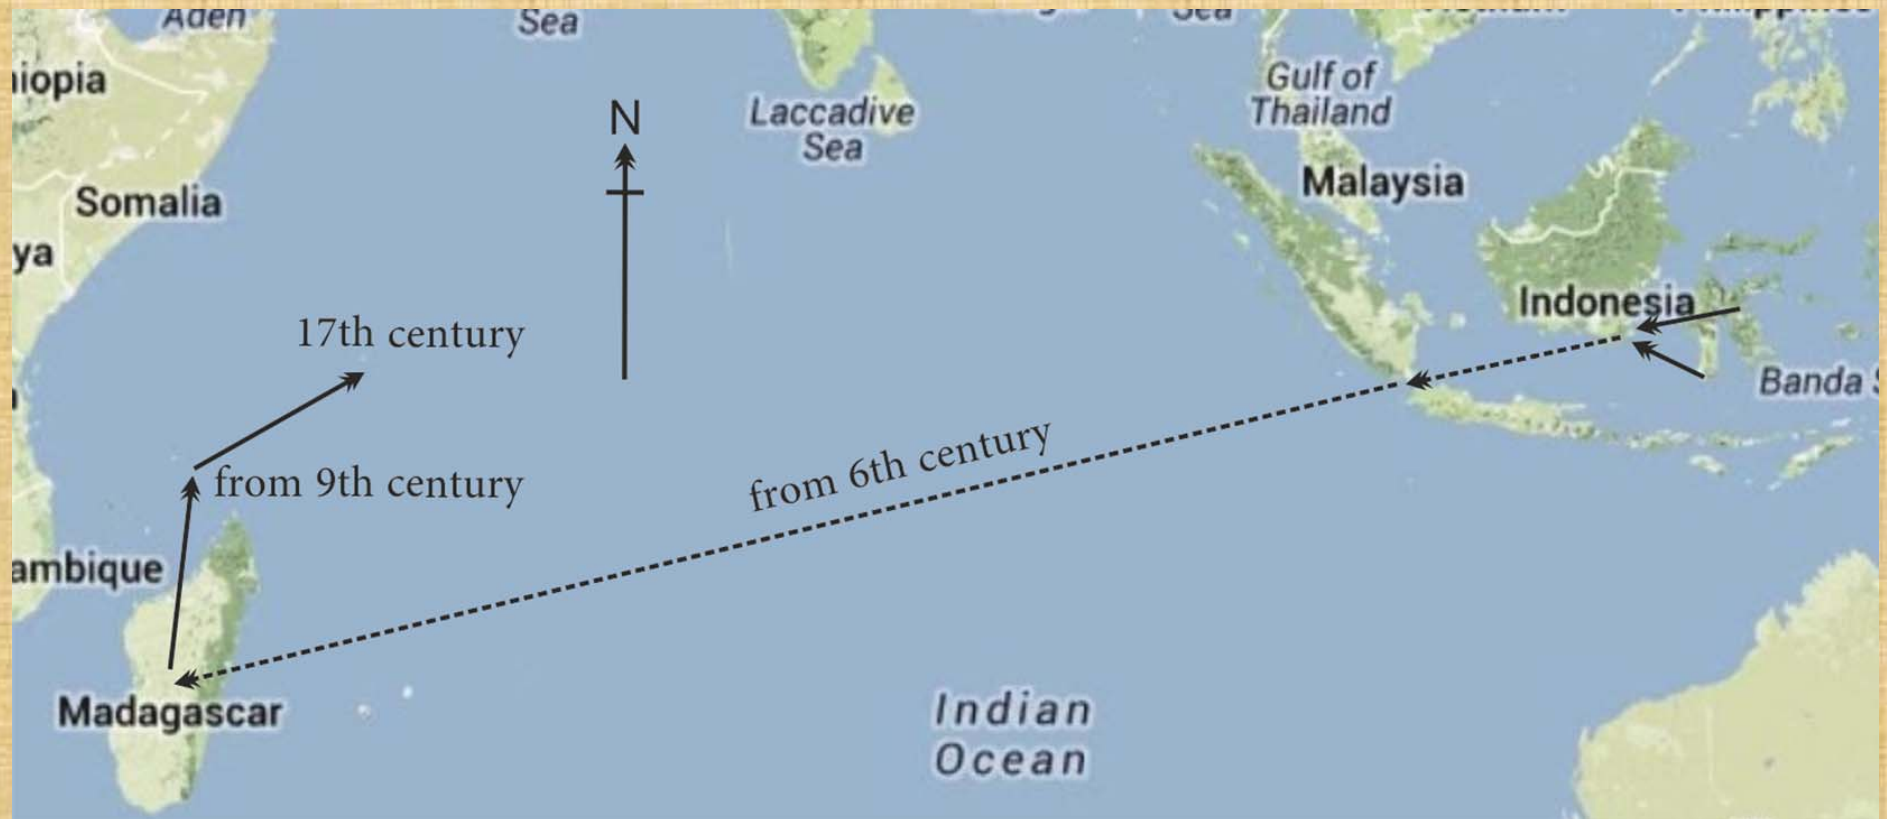 Aden
Sea
Sea
iopia
Gulf of
Thailand
Laccadive
Sea
N
Malaysia
Somalia
ya
Indonesia
17th century
Banda S
from 6th century
from 9th century
ambique
Madagascar
Indian
Ocean